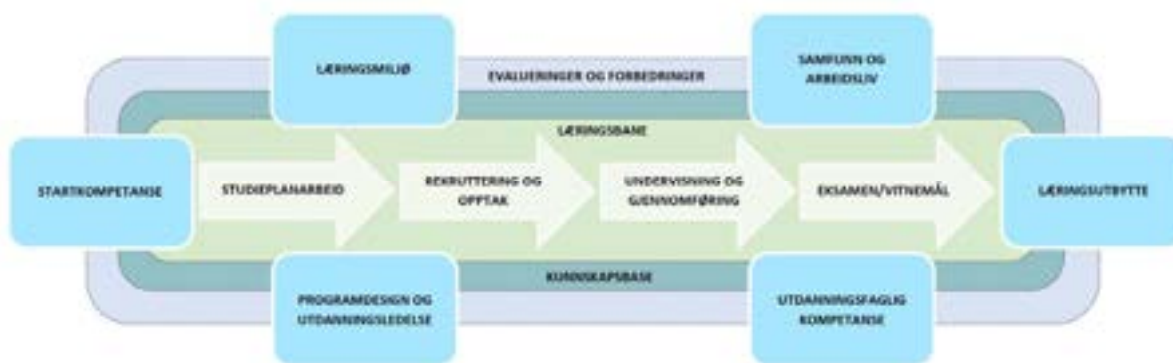 LÆRINGSMILJØ
EVALUERINGER OG FORBEDRINGER
SAMFUNN OG
ARBEIDSLIV
LÆRINGSBANE
STARTKOMPETANSE
STUDIEPLANARBEID
REKRUTTERING OG
OPPTAK
UNDERVISNING OG
GJENNOMFØRING
EKSAMEN/VITNEMÅL
LÆRINGSUTBYTTE
KUNNSKAPSBASE
PROGRAMDESIGN OG
UTDANNINGSLEDELSE
UTDANNINGSFAGLIG
KOMPETANSE